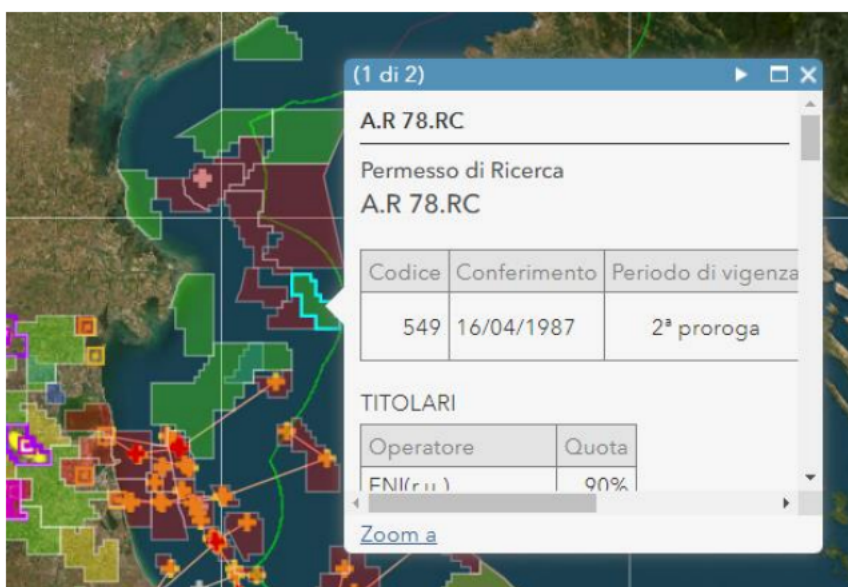 (1 di 2)
A.R 78.RC
Permesso di Ricerca
A.R 78.RC
Codice Conferimento Periodo di vigenza
549 16/04/1987 2ª proroga
TITOLARI
Operatore Quota
ENI(r.u.) 90%
Zoom a